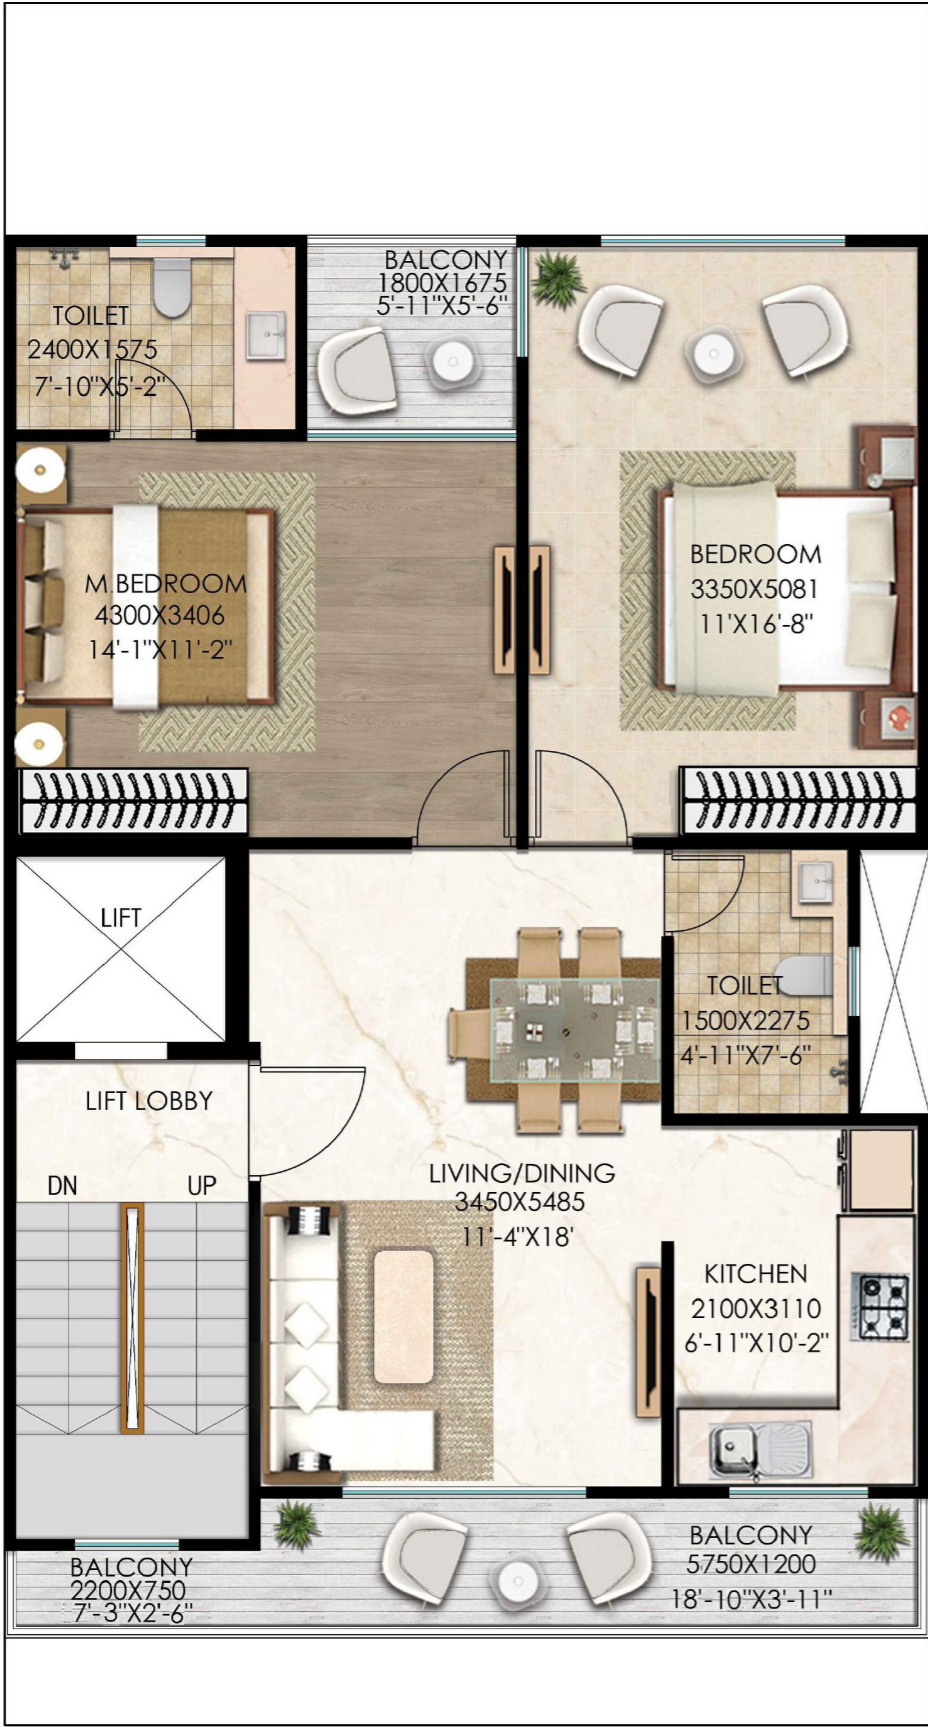 BALCONY
1800X1675
5'-11"X5'-6"
TOILET
2400X1575
7'-10"X5'-2"
M.BEDROOM
4300X3406
14'-1"X11'-2"
BEDROOM
3350X5081
11'X16'-8"
LIFT
TOILET
1500X2275
4'-11"X7'-6"
LIFT LOBBY
DN
UP
LIVING/DINING
3450X5485
11'-4"X18'
KITCHEN
2100X3110
6'-11"X10'-2"
BALCONY
2200X750
7'-3"X2'-6"
BALCONY
5750X1200
18'-10"X3'-11"